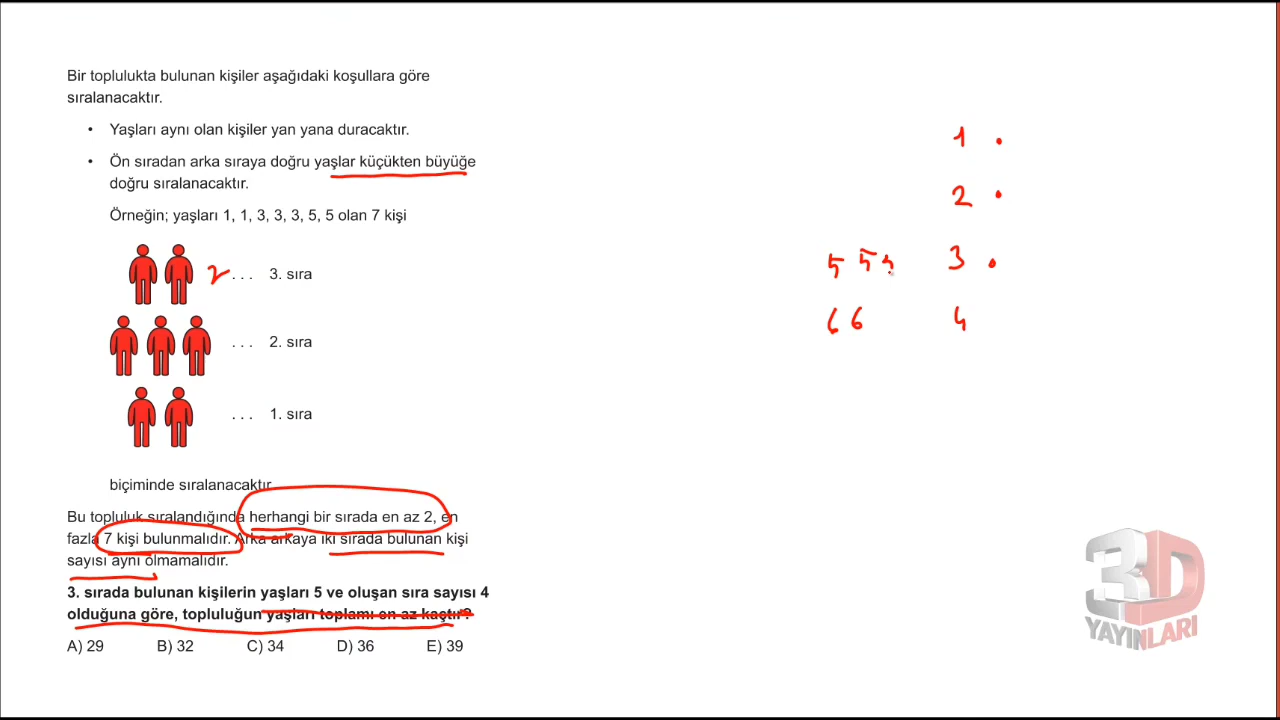 Bir toplulukta bulunan kişiler aşağıdaki koşullara göre
sıralanacaktır.
• Yaşları aynı olan kişiler yan yana duracaktır.
• Ön sıradan arka sıraya doğru yaşlar küçükten büyüğe
doğru sıralanacaktır.
Örneğin; yaşları 1, 1, 3, 3, 3, 5, 5 olan 7 kişi
2 . . . 3. sıra
. . . 2. sıra
. . . 1. sıra
biçiminde sıralanacaktır.
Bu topluluk sıralandığında herhangi bir sırada en az 2, en
fazla 7 kişi bulunmalıdır. Arka arkaya iki sırada bulunan kişi
sayısı aynı olmamalıdır.
3. sırada bulunan kişilerin yaşları 5 ve oluşan sıra sayısı 4
olduğuna göre, topluluğun yaşları toplamı en az kaçtır?
A) 29 B) 32 C) 34 D) 36 E) 39
1 .
2 .
5 5 3 .
6 6 4
3D
YAYINLARI